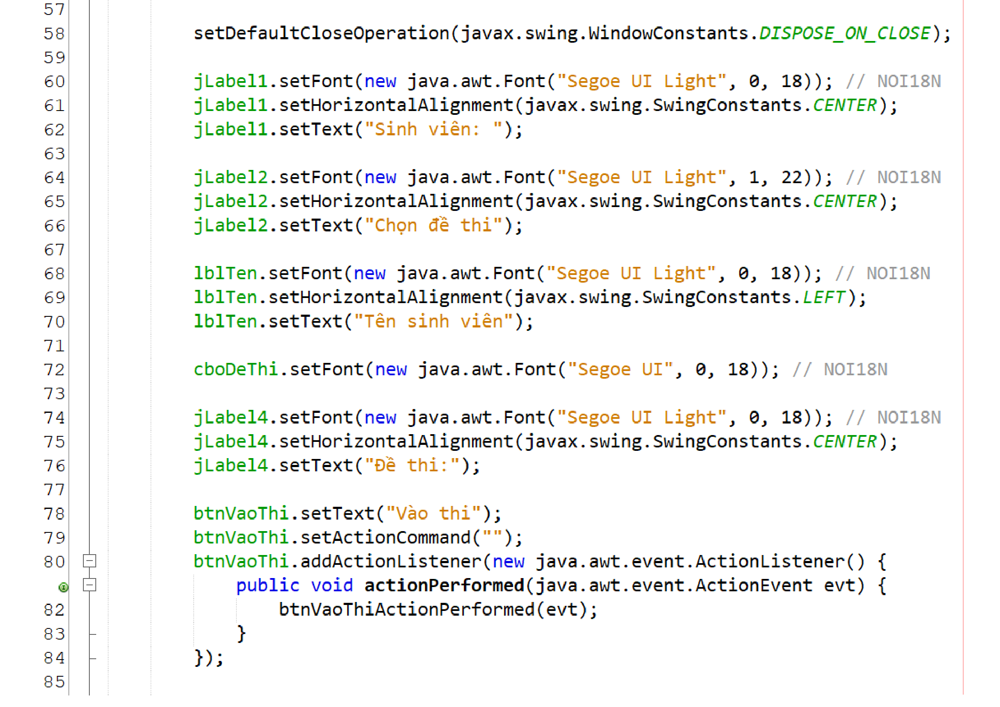 57
58 setDefaultCloseOperation(javax.swing.WindowConstants.DISPOSE_ON_CLOSE);
59
60 jLabel1.setFont(new java.awt.Font("Segoe UI Light", 0, 18)); // NOI18N
61 jLabel1.setHorizontalAlignment(javax.swing.SwingConstants.CENTER);
62 jLabel1.setText("Sinh viên: ");
63
64 jLabel2.setFont(new java.awt.Font("Segoe UI Light", 1, 22)); // NOI18N
65 jLabel2.setHorizontalAlignment(javax.swing.SwingConstants.CENTER);
66 jLabel2.setText("Chọn đề thi");
67
68 lblTen.setFont(new java.awt.Font("Segoe UI Light", 0, 18)); // NOI18N
69 lblTen.setHorizontalAlignment(javax.swing.SwingConstants.LEFT);
70 lblTen.setText("Tên sinh viên");
71
72 cboDeThi.setFont(new java.awt.Font("Segoe UI", 0, 18)); // NOI18N
73
74 jLabel4.setFont(new java.awt.Font("Segoe UI Light", 0, 18)); // NOI18N
75 jLabel4.setHorizontalAlignment(javax.swing.SwingConstants.CENTER);
76 jLabel4.setText("Đề thi:");
77
78 btnVaoThi.setText("Vào thi");
79 btnVaoThi.setActionCommand("");
80 btnVaoThi.addActionListener(new java.awt.event.ActionListener() {
public void actionPerformed(java.awt.event.ActionEvent evt) {
82 btnVaoThiActionPerformed(evt);
83 }
84 });
85